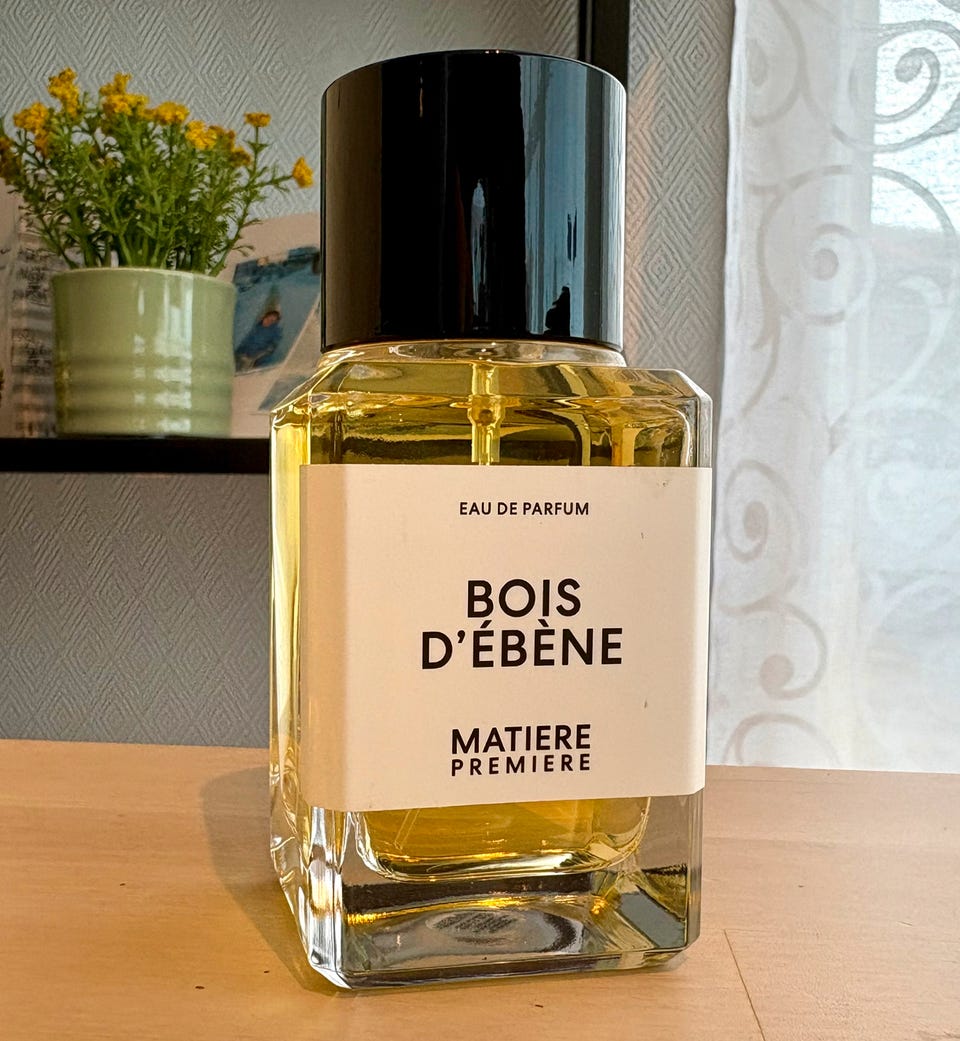 EAU DE PARFUM
BOIS
D’ÉBÈNE
MATIERE
PREMIERE